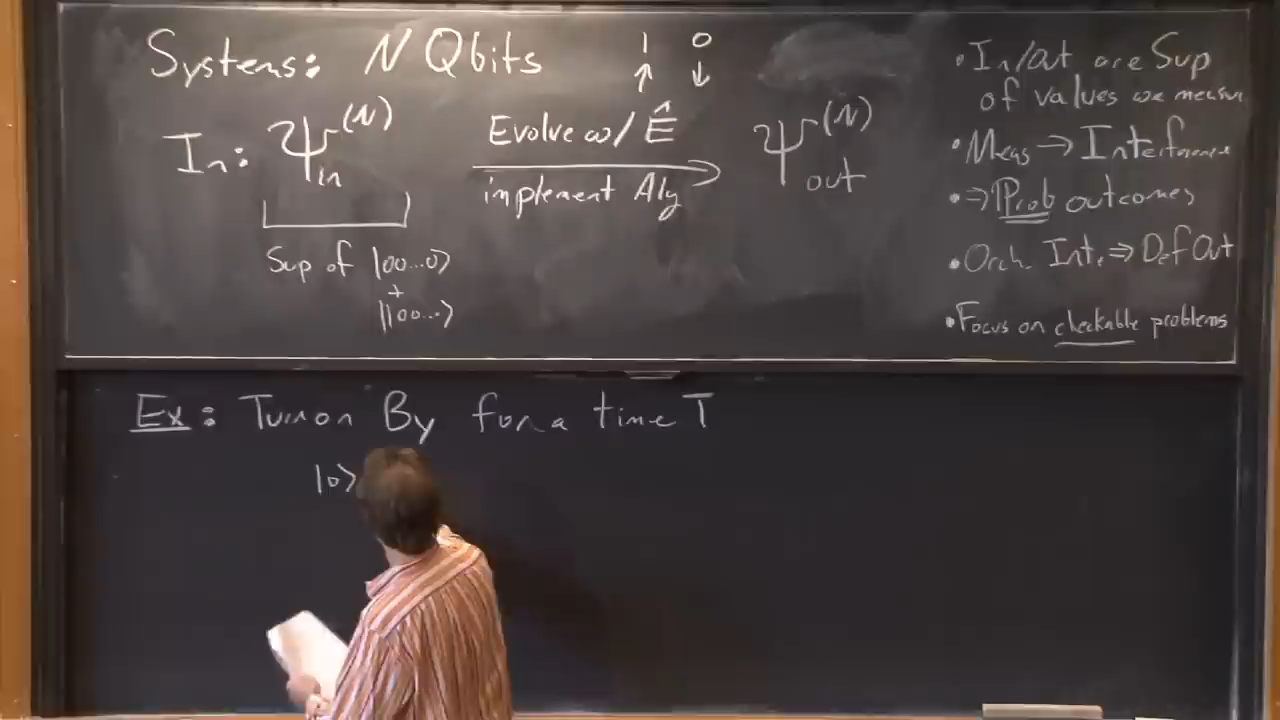 Systems: N Qbits 1 0
↑ ↓
In: ψ_in^(N) Evolve w/ Ê ψ_out^(N)
implement Alg
Sup of |00...0⟩
+
|100...⟩
• In/Out are Sup
of values we measure
• Meas → Interference
• ⇒ Prob outcomes
• Orch. Int. ⇒ Def Out
• Focus on checkable problems
Ex: Turn on By for a time T
|0⟩